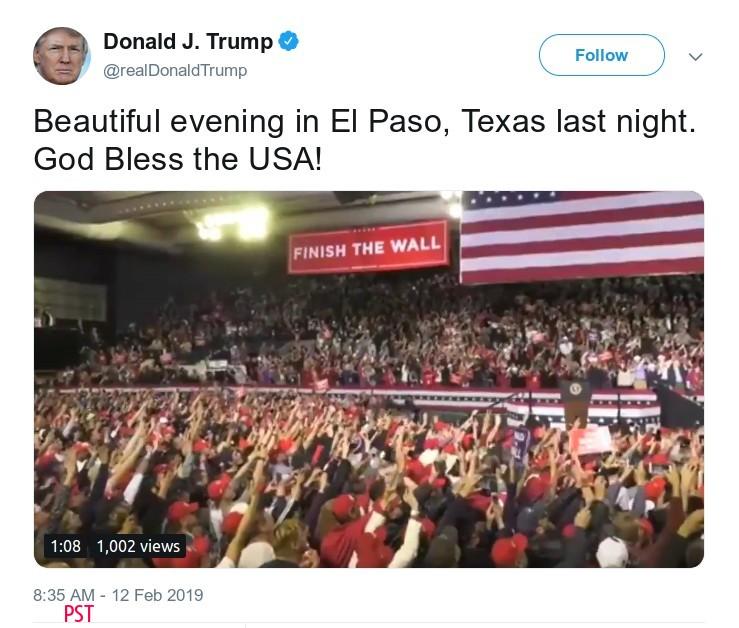 Donald J. Trump
@realDonaldTrump
Follow
Beautiful evening in El Paso, Texas last night.
God Bless the USA!
FINISH THE WALL
1:08 1,002 views
8:35 AM - 12 Feb 2019
PST